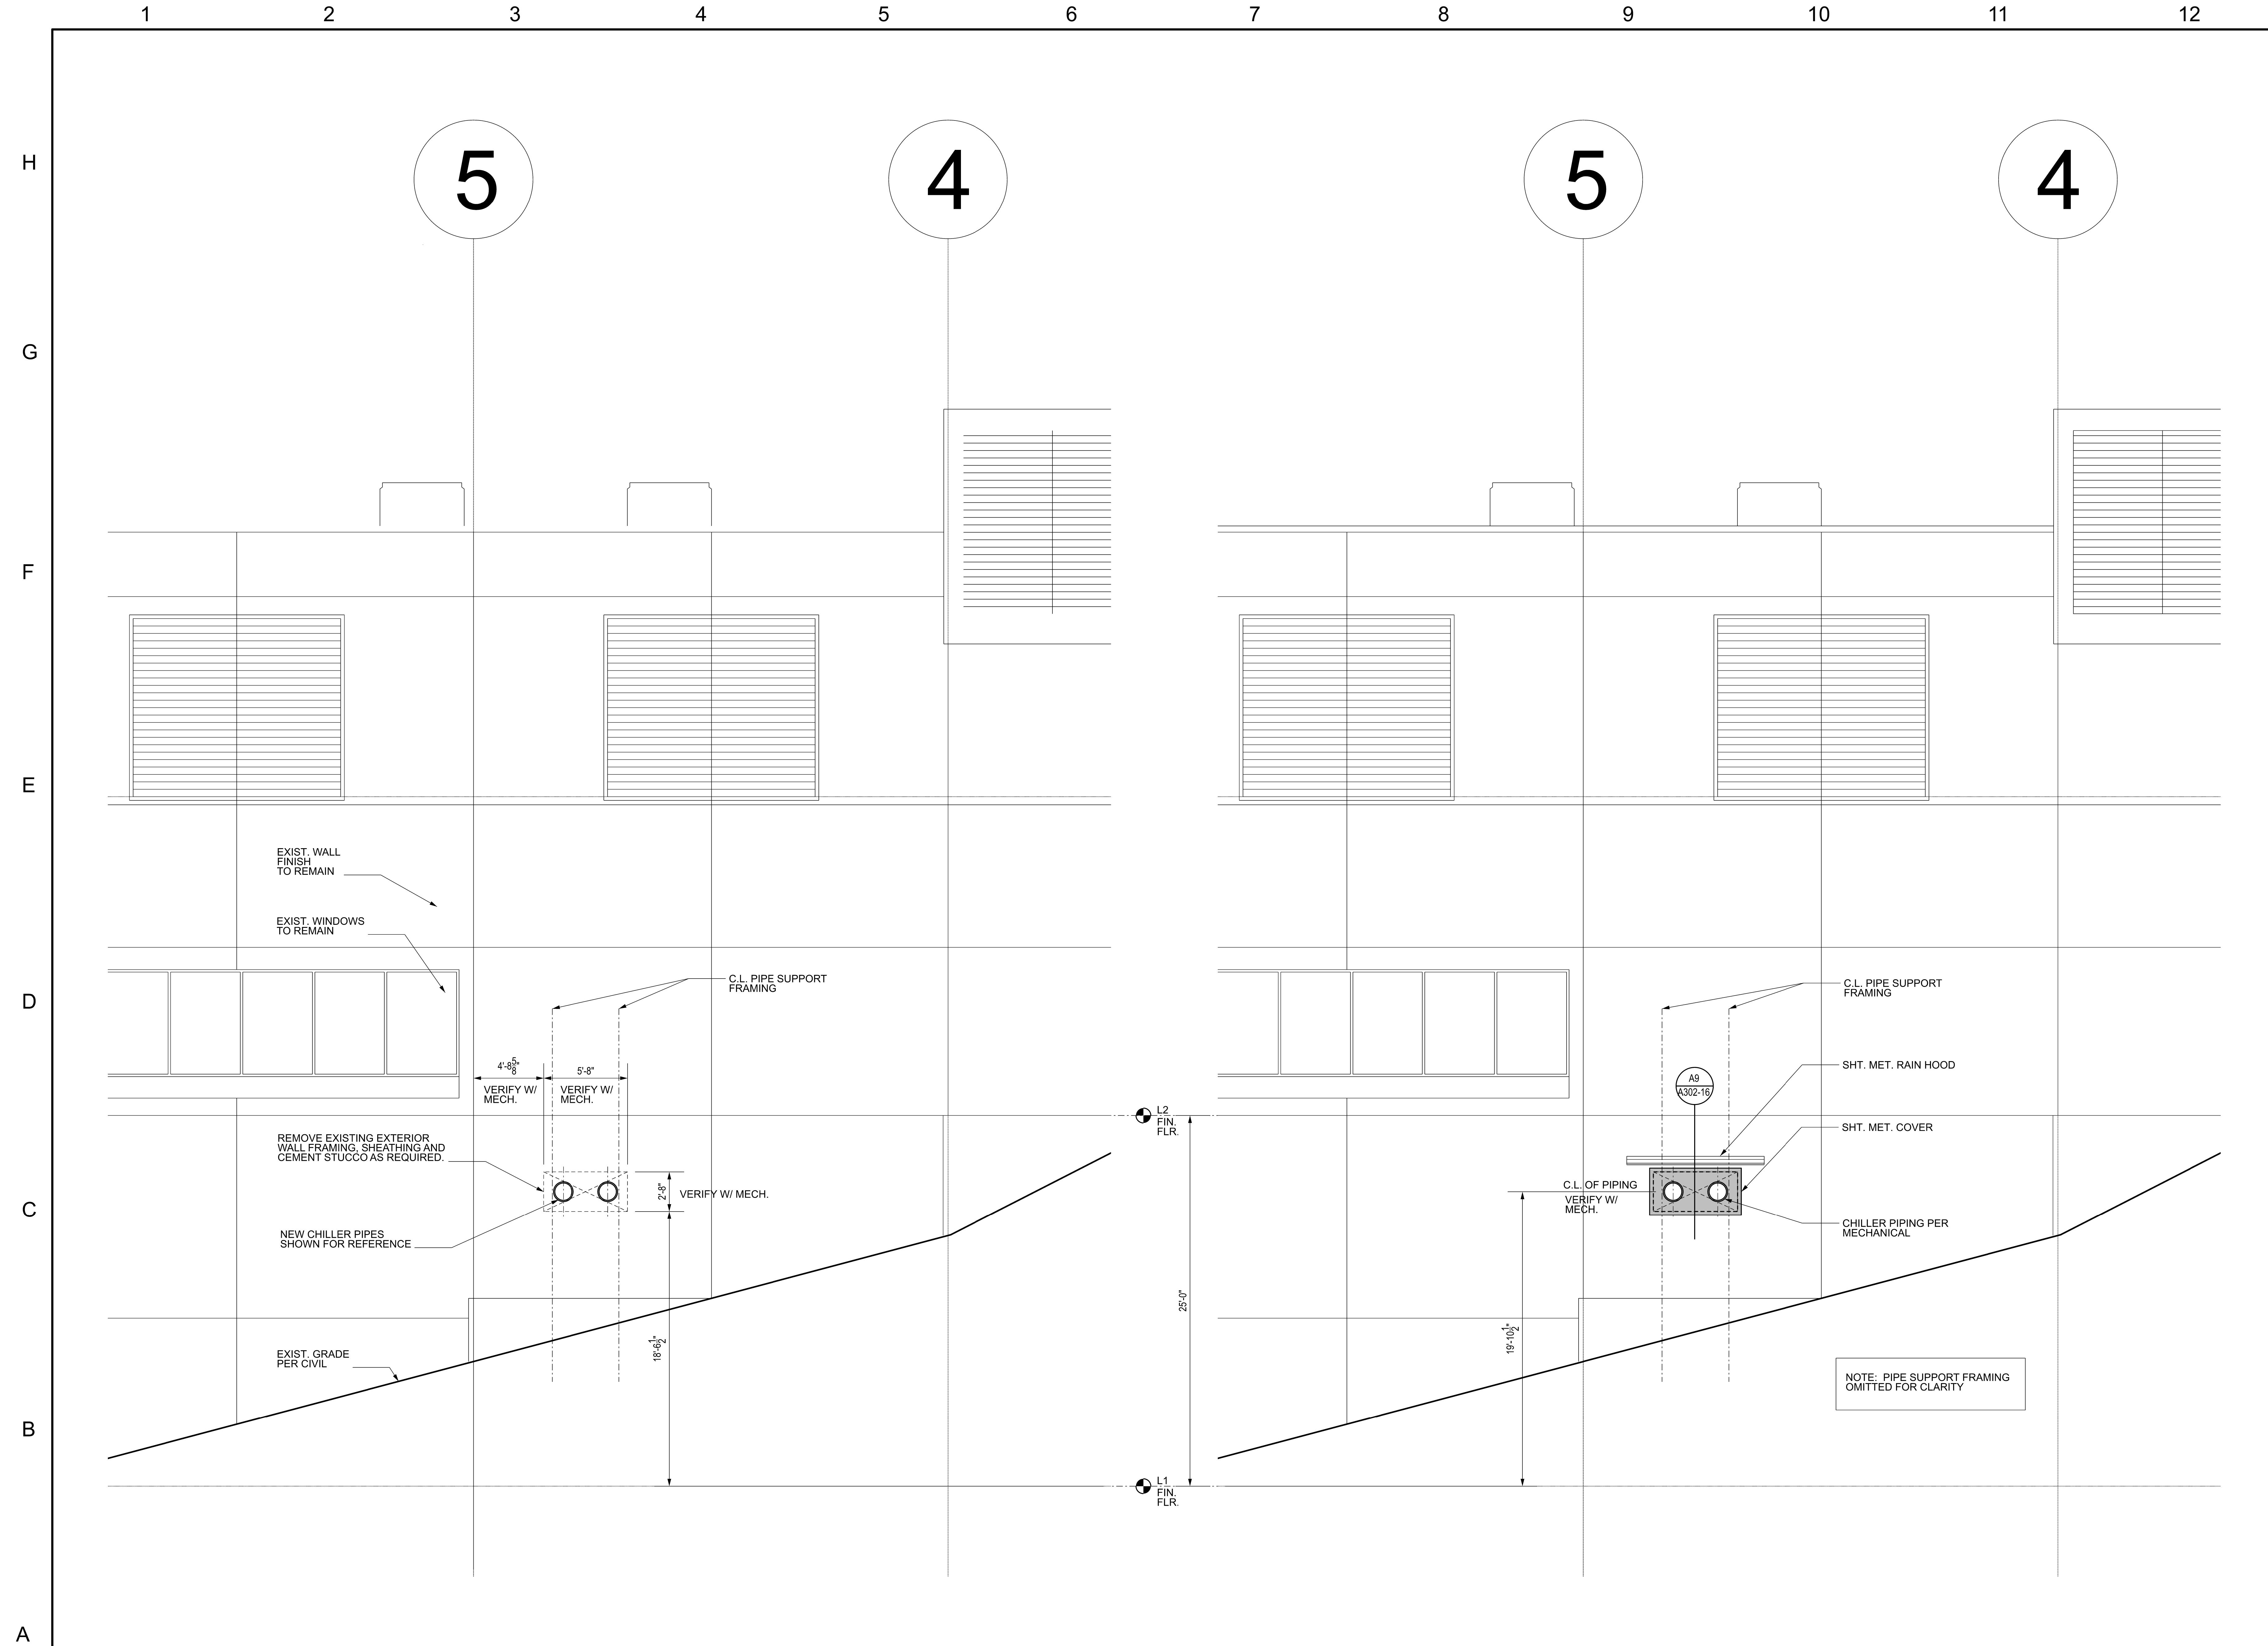 1 2 3 4 5 6 7 8 9 10 11 12
H
G
F
E
D
C
B
A
5
4
5
4
EXIST. WALL
FINISH
TO REMAIN
EXIST. WINDOWS
TO REMAIN
C.L. PIPE SUPPORT
FRAMING
4'-8 5/8"
VERIFY W/
MECH.
5'-8"
VERIFY W/
MECH.
REMOVE EXISTING EXTERIOR
WALL FRAMING, SHEATHING AND
CEMENT STUCCO AS REQUIRED.
2'-8"
VERIFY W/ MECH.
NEW CHILLER PIPES
SHOWN FOR REFERENCE
18'-6 1/2"
EXIST. GRADE
PER CIVIL
L2
FIN.
FLR.
25'-0"
L1
FIN.
FLR.
C.L. PIPE SUPPORT
FRAMING
SHT. MET. RAIN HOOD
A9
A302-16
SHT. MET. COVER
C.L. OF PIPING
VERIFY W/
MECH.
CHILLER PIPING PER
MECHANICAL
19'-10 1/2"
NOTE: PIPE SUPPORT FRAMING
OMITTED FOR CLARITY